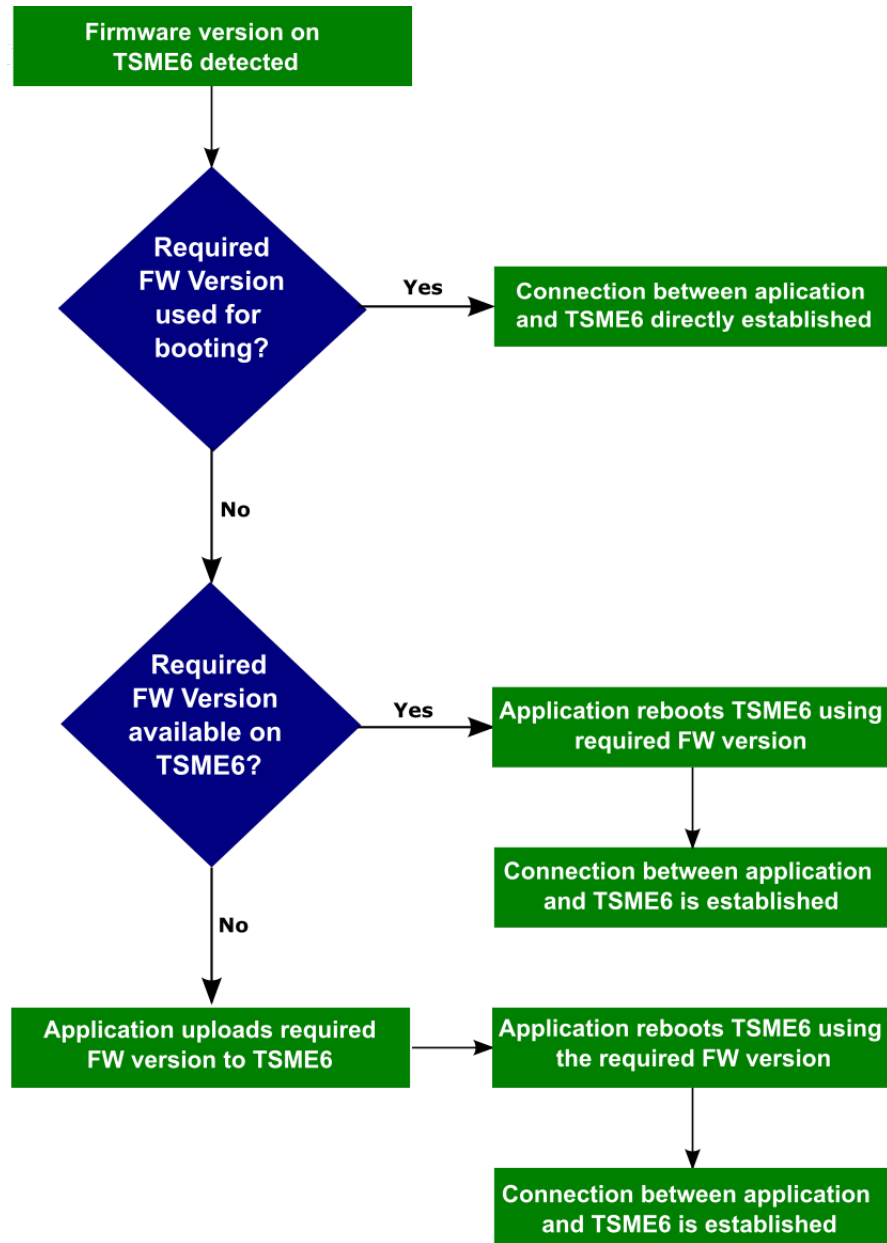 Firmware version on
TSME6 detected
Required
FW Version
used for
booting?
Yes
Connection between aplication
and TSME6 directly established
No
Required
FW Version
available on
TSME6?
Yes
Application reboots TSME6 using
required FW version
Connection between application
and TSME6 is established
No
Application uploads required
FW version to TSME6
Application reboots TSME6 using
the required FW version
Connection between application
and TSME6 is established